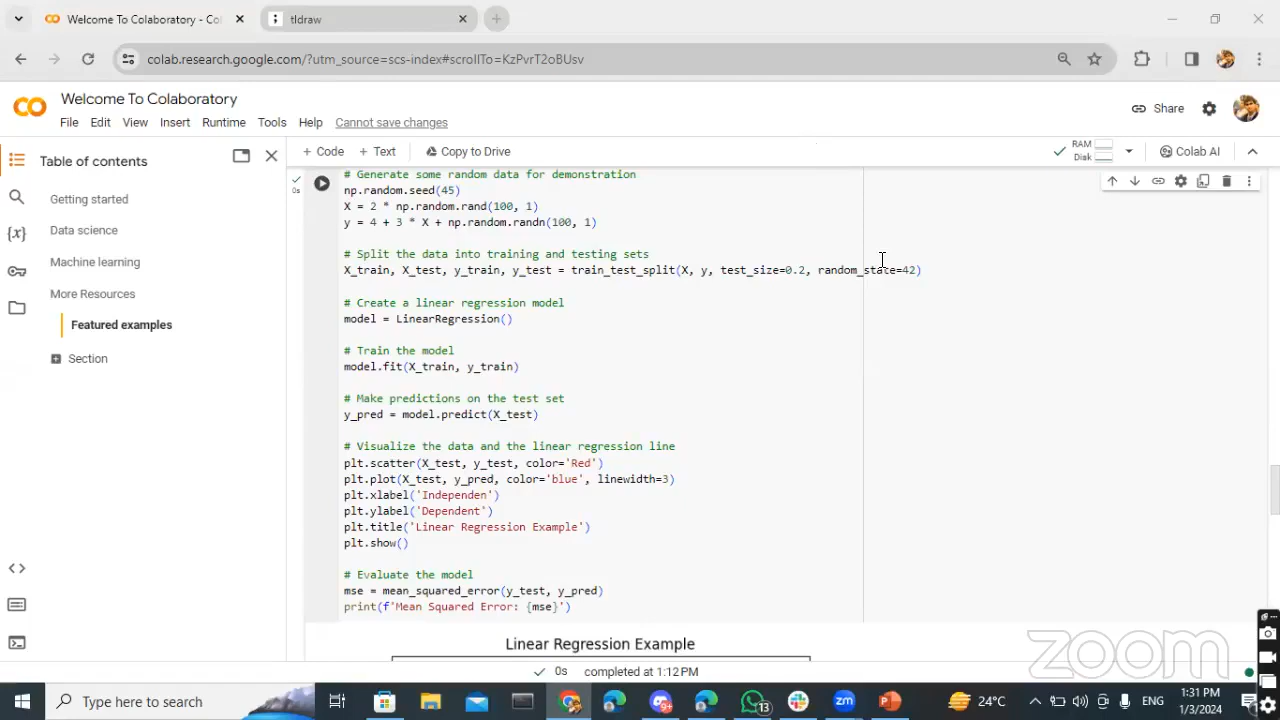 Welcome To Colaboratory - Co
tldraw
colab.research.google.com/?utm_source=scs-index#scrollTo=KzPvrT2oBUsv
Welcome To Colaboratory
Share
File Edit View Insert Runtime Tools Help Cannot save changes
Table of contents
+ Code + Text Copy to Drive
RAM
Disk
Colab AI
Getting started
Data science
Machine learning
More Resources
Featured examples
Section
0s
# Generate some random data for demonstration
np.random.seed(45)
X = 2 * np.random.rand(100, 1)
y = 4 + 3 * X + np.random.randn(100, 1)
# Split the data into training and testing sets
X_train, X_test, y_train, y_test = train_test_split(X, y, test_size=0.2, random_state=42)
# Create a linear regression model
model = LinearRegression()
# Train the model
model.fit(X_train, y_train)
# Make predictions on the test set
y_pred = model.predict(X_test)
# Visualize the data and the linear regression line
plt.scatter(X_test, y_test, color='Red')
plt.plot(X_test, y_pred, color='blue', linewidth=3)
plt.xlabel('Independen')
plt.ylabel('Dependent')
plt.title('Linear Regression Example')
plt.show()
# Evaluate the model
mse = mean_squared_error(y_test, y_pred)
print(f'Mean Squared Error: {mse}')
Linear Regression Example
zoom
0s completed at 1:12 PM
Type here to search
13
zm
24°C
ENG
1:31 PM
1/3/2024